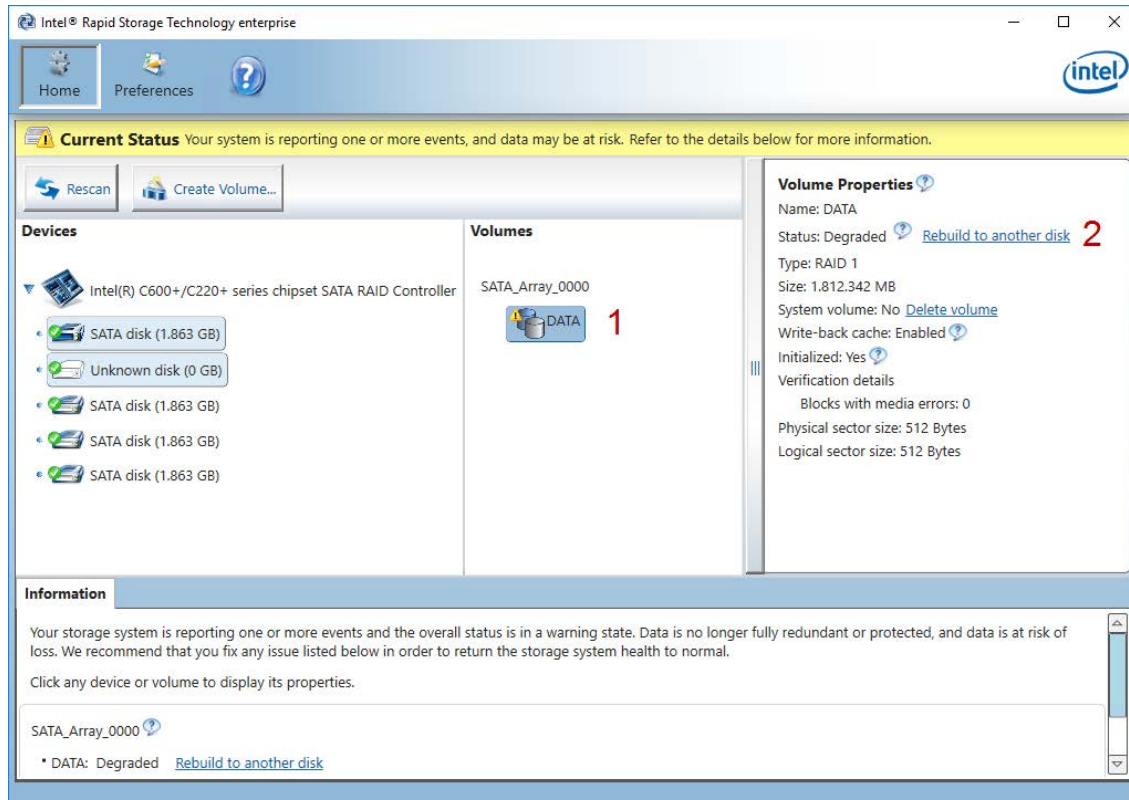 Intel® Rapid Storage Technology enterprise
Home
Preferences
?
intel
Current Status Your system is reporting one or more events, and data may be at risk. Refer to the details below for more information.
Rescan
Create Volume...
Devices
Intel(R) C600+/C220+ series chipset SATA RAID Controller
SATA disk (1.863 GB)
Unknown disk (0 GB)
SATA disk (1.863 GB)
SATA disk (1.863 GB)
SATA disk (1.863 GB)
Volumes
SATA_Array_0000
DATA 1
Volume Properties ?
Name: DATA
Status: Degraded ? Rebuild to another disk 2
Type: RAID 1
Size: 1.812.342 MB
System volume: No Delete volume
Write-back cache: Enabled ?
Initialized: Yes ?
Verification details
Blocks with media errors: 0
Physical sector size: 512 Bytes
Logical sector size: 512 Bytes
Information
Your storage system is reporting one or more events and the overall status is in a warning state. Data is no longer fully redundant or protected, and data is at risk of
loss. We recommend that you fix any issue listed below in order to return the storage system health to normal.
Click any device or volume to display its properties.
SATA_Array_0000 ?
• DATA: Degraded Rebuild to another disk